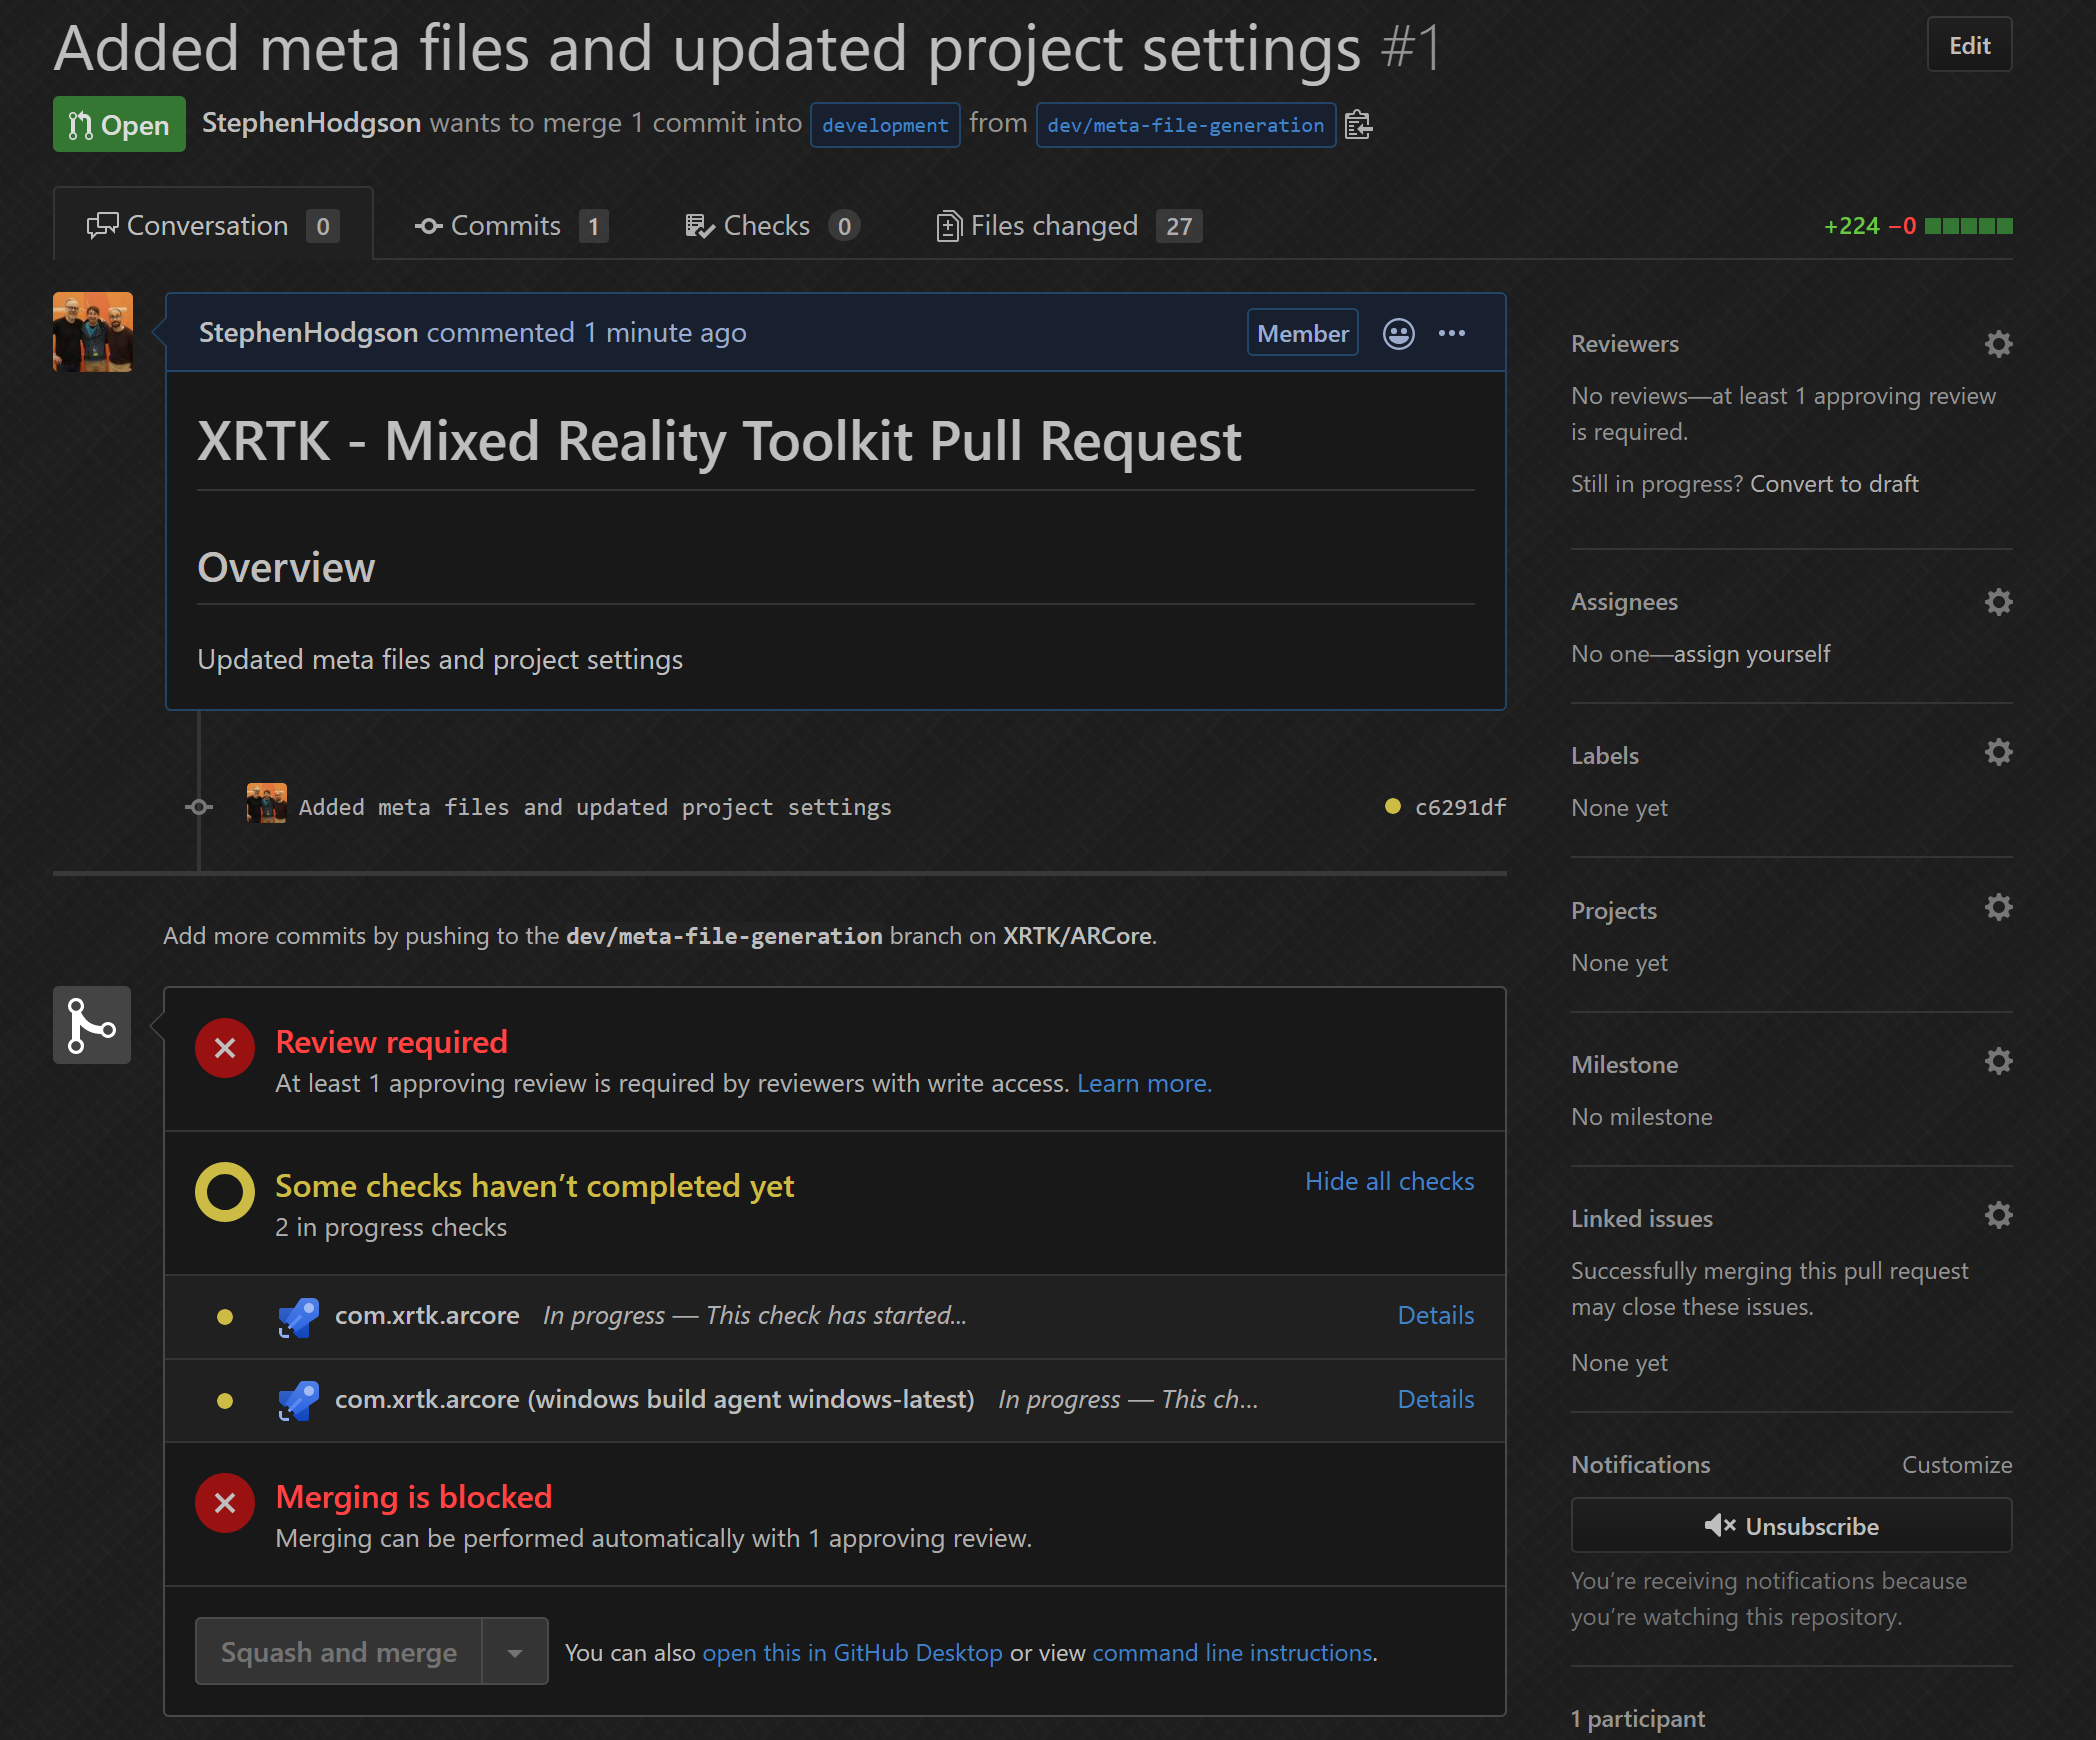 Added meta files and updated project settings #1
Edit
Open StephenHodgson wants to merge 1 commit into development from dev/meta-file-generation
Conversation 0 Commits 1 Checks 0 Files changed 27
+224 −0
StephenHodgson commented 1 minute ago
Member
XRTK - Mixed Reality Toolkit Pull Request
Overview
Updated meta files and project settings
Added meta files and updated project settings
c6291df
Add more commits by pushing to the dev/meta-file-generation branch on XRTK/ARCore.
Review required
At least 1 approving review is required by reviewers with write access. Learn more.
Some checks haven’t completed yet
Hide all checks
2 in progress checks
com.xrtk.arcore In progress — This check has started...
Details
com.xrtk.arcore (windows build agent windows-latest) In progress — This ch...
Details
Merging is blocked
Merging can be performed automatically with 1 approving review.
Squash and merge
You can also open this in GitHub Desktop or view command line instructions.
Reviewers
No reviews—at least 1 approving review
is required.
Still in progress? Convert to draft
Assignees
No one—assign yourself
Labels
None yet
Projects
None yet
Milestone
No milestone
Linked issues
Successfully merging this pull request
may close these issues.
None yet
Notifications
Customize
Unsubscribe
You’re receiving notifications because
you’re watching this repository.
1 participant